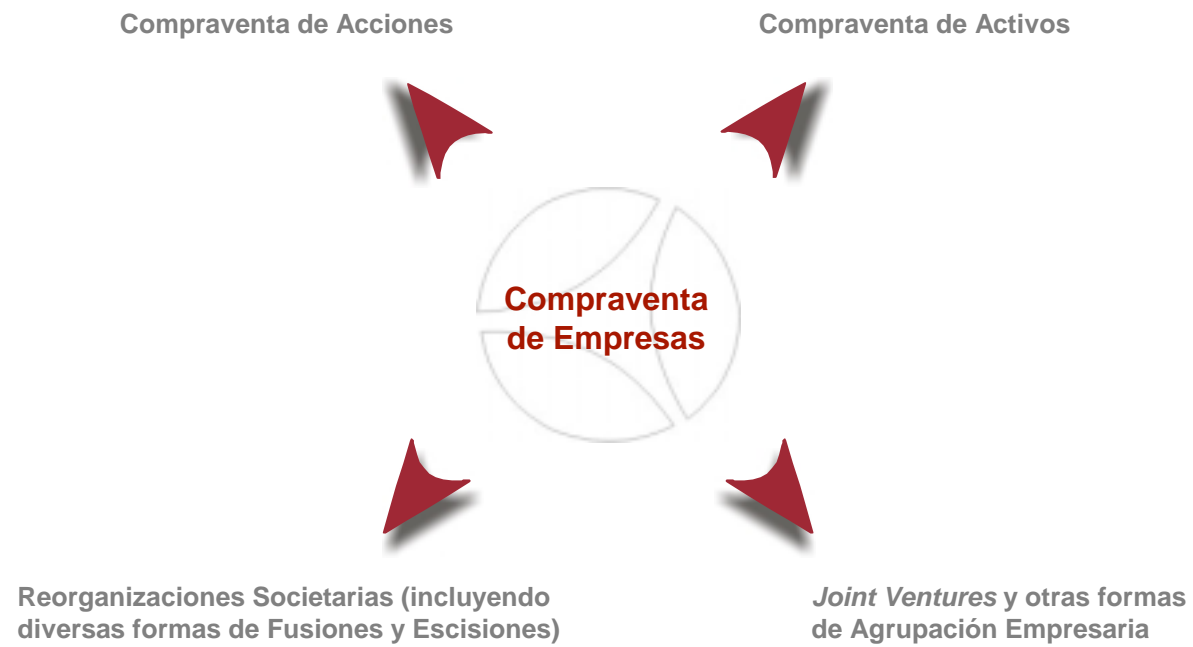 Compraventa de Acciones
Compraventa de Activos
Compraventa
de Empresas
Reorganizaciones Societarias (incluyendo
diversas formas de Fusiones y Escisiones)
Joint Ventures y otras formas
de Agrupación Empresaria